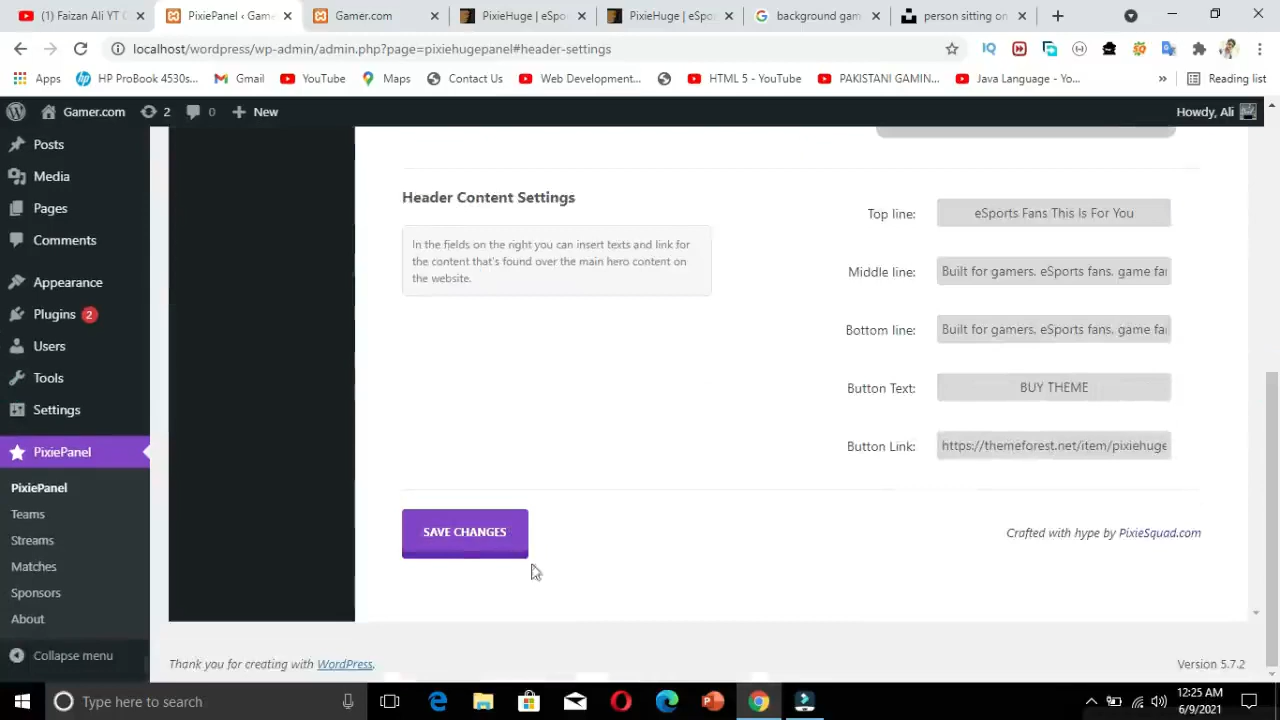 (1) Faizan Ali YT C
PixiePanel ‹ Game
Gamer.com
PixieHuge | eSpo
PixieHuge | eSpo
background gam
person sitting on
localhost/wordpress/wp-admin/admin.php?page=pixiehugepanel#header-settings
Apps
HP ProBook 4530s...
Gmail
YouTube
Maps
Contact Us
Web Development...
HTML 5 - YouTube
PAKISTANI GAMIN...
Java Language - Yo...
»
Reading list
Gamer.com
2
0
New
Howdy, Ali
Posts
Media
Pages
Comments
Appearance
Plugins 2
Users
Tools
Settings
PixiePanel
PixiePanel
Teams
Streams
Matches
Sponsors
About
Collapse menu
Header Content Settings
In the fields on the right you can insert texts and link for
the content that's found over the main hero content on
the website.
Top line: eSports Fans This Is For You
Middle line: Built for gamers, eSports fans, game fa
Bottom line: Built for gamers, eSports fans, game fa
Button Text: BUY THEME
Button Link: https://themeforest.net/item/pixiehuge
SAVE CHANGES
Crafted with hype by PixieSquad.com
Thank you for creating with WordPress.
Version 5.7.2
Type here to search
12:25 AM
6/9/2021